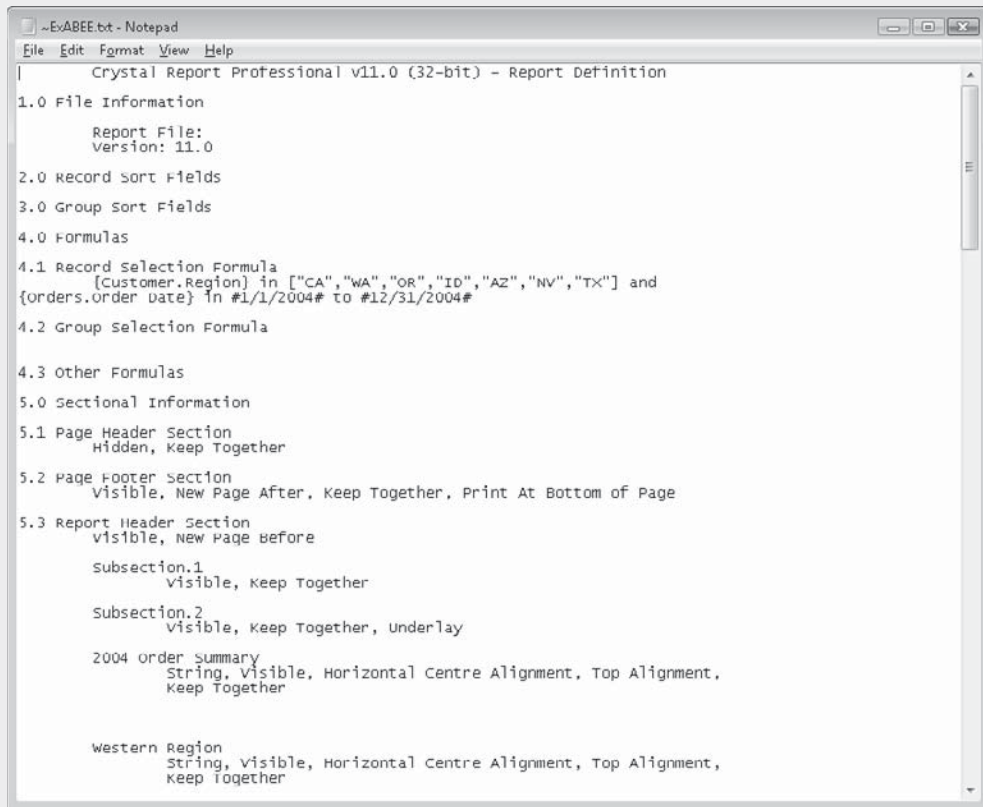 ~ExABEE.txt - Notepad
File Edit Format View Help
Crystal Report Professional v11.0 (32-bit) - Report Definition
1.0 File Information
Report File:
Version: 11.0
2.0 Record Sort Fields
3.0 Group Sort Fields
4.0 Formulas
4.1 Record Selection Formula
{Customer.Region} in ["CA","WA","OR","ID","AZ","NV","TX"] and
{Orders.Order Date} in #1/1/2004# to #12/31/2004#
4.2 Group Selection Formula
4.3 Other Formulas
5.0 Sectional Information
5.1 Page Header Section
Hidden, Keep Together
5.2 Page Footer Section
Visible, New Page After, Keep Together, Print At Bottom of Page
5.3 Report Header Section
Visible, New Page Before
Subsection.1
Visible, Keep Together
Subsection.2
Visible, Keep Together, Underlay
2004 Order Summary
String, Visible, Horizontal Centre Alignment, Top Alignment,
Keep Together
Western Region
String, Visible, Horizontal Centre Alignment, Top Alignment,
Keep Together